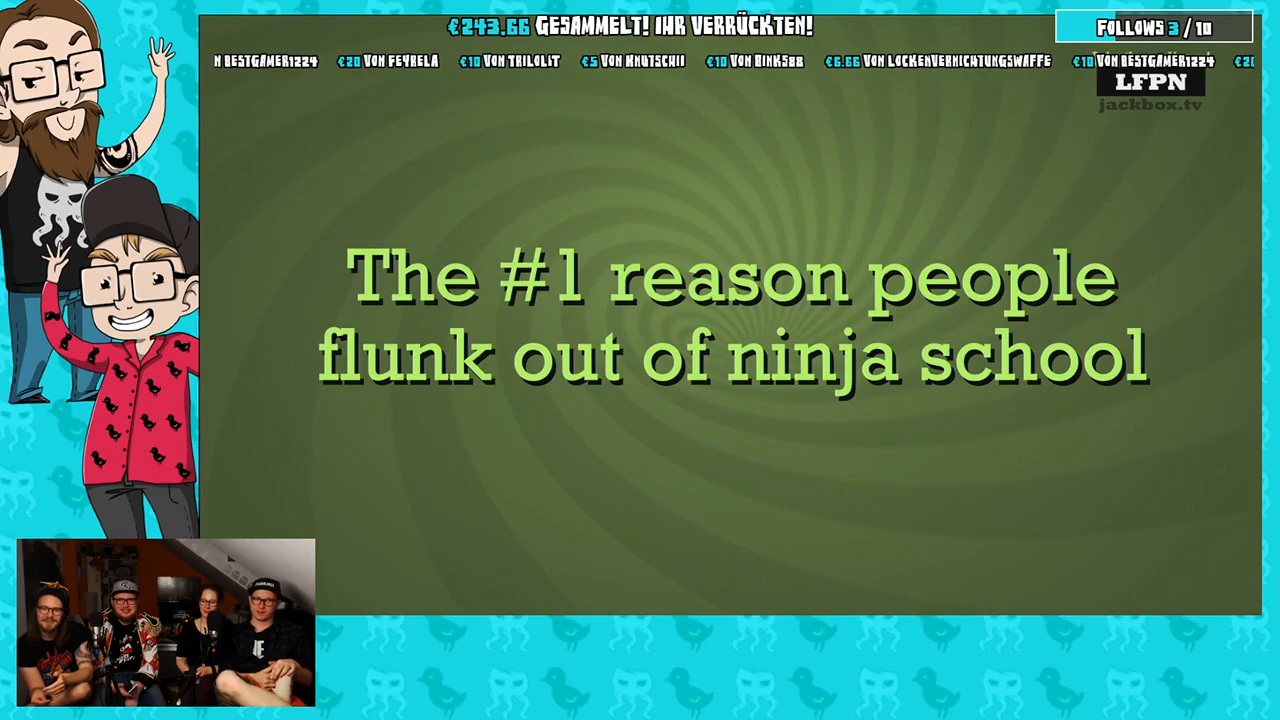 €243.66 GESAMMELT! IHR VERRÜCKTEN!
FOLLOWS 3 / 10
N BESTGAMER1224 €20 VON FEYRELA €10 VON TRILOLIT €5 VON KNUTSCHII €10 VON BINK588 €6.66 VON LOCKENVERNICHTUNGSWAFFE €10 VON BESTGAMER1224
LFPN
jackbox.tv
The #1 reason people
flunk out of ninja school